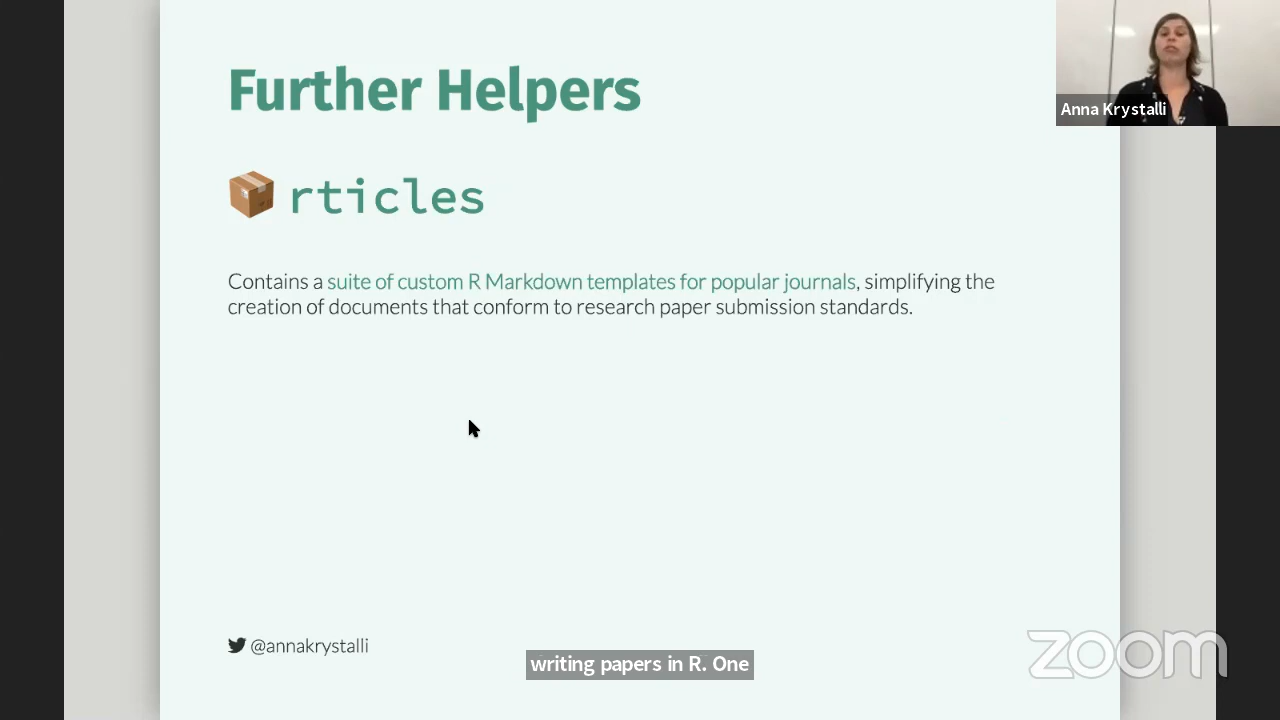 Further Helpers
rticles
Contains a suite of custom R Markdown templates for popular journals, simplifying the
creation of documents that conform to research paper submission standards.
@annakrystalli
writing papers in R. One
Anna Krystalli
zoom